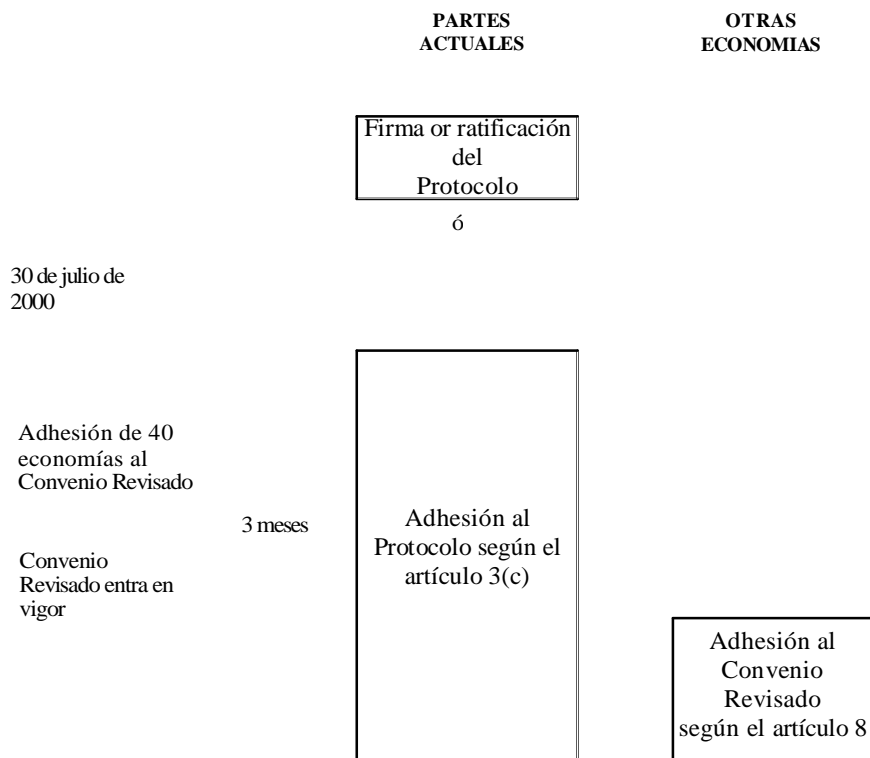 PARTES
ACTUALES
OTRAS
ECONOMIAS
Firma or ratificación
del
Protocolo
ó
30 de julio de
2000
Adhesión de 40
economías al
Convenio Revisado
3 meses
Convenio
Revisado entra en
vigor
Adhesión al
Protocolo según el
artículo 3(c)
Adhesión al
Convenio
Revisado
según el artículo 8